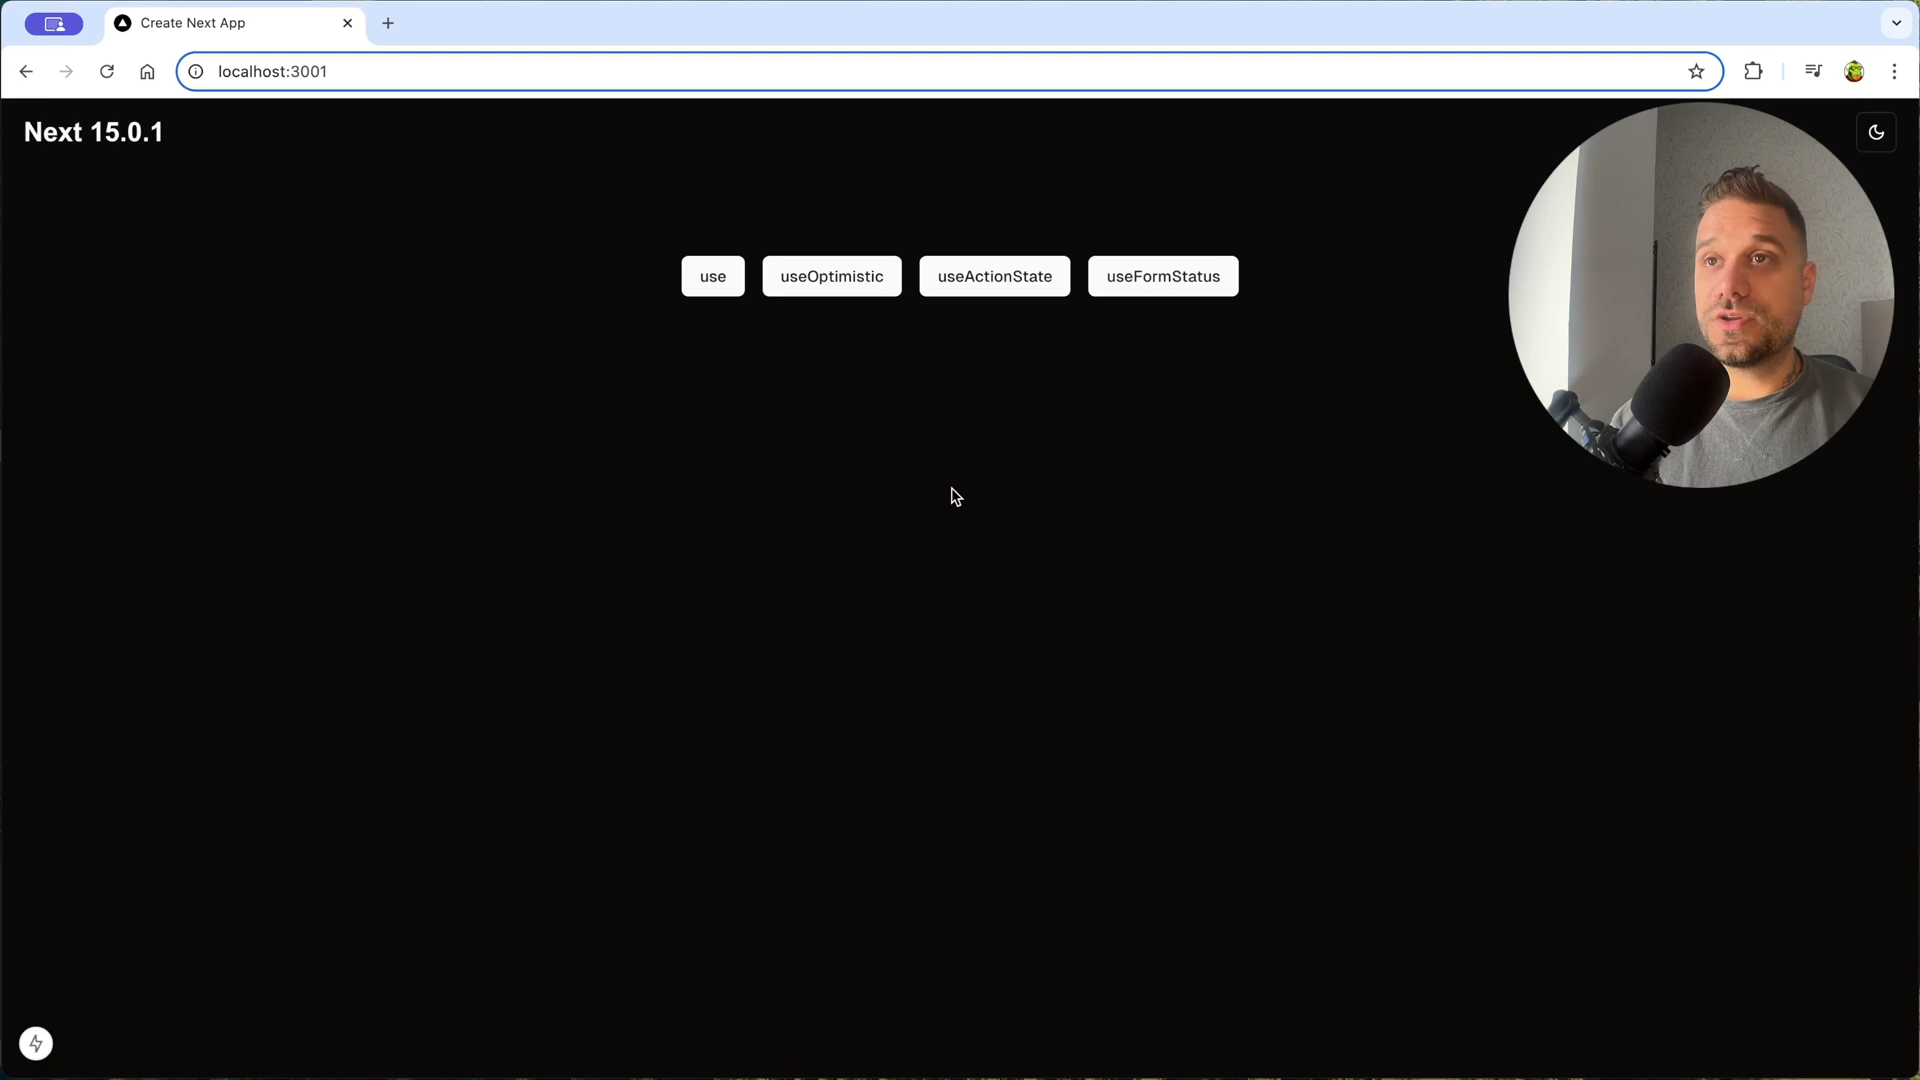 Create Next App
localhost:3001
Next 15.0.1
use
useOptimistic
useActionState
useFormStatus